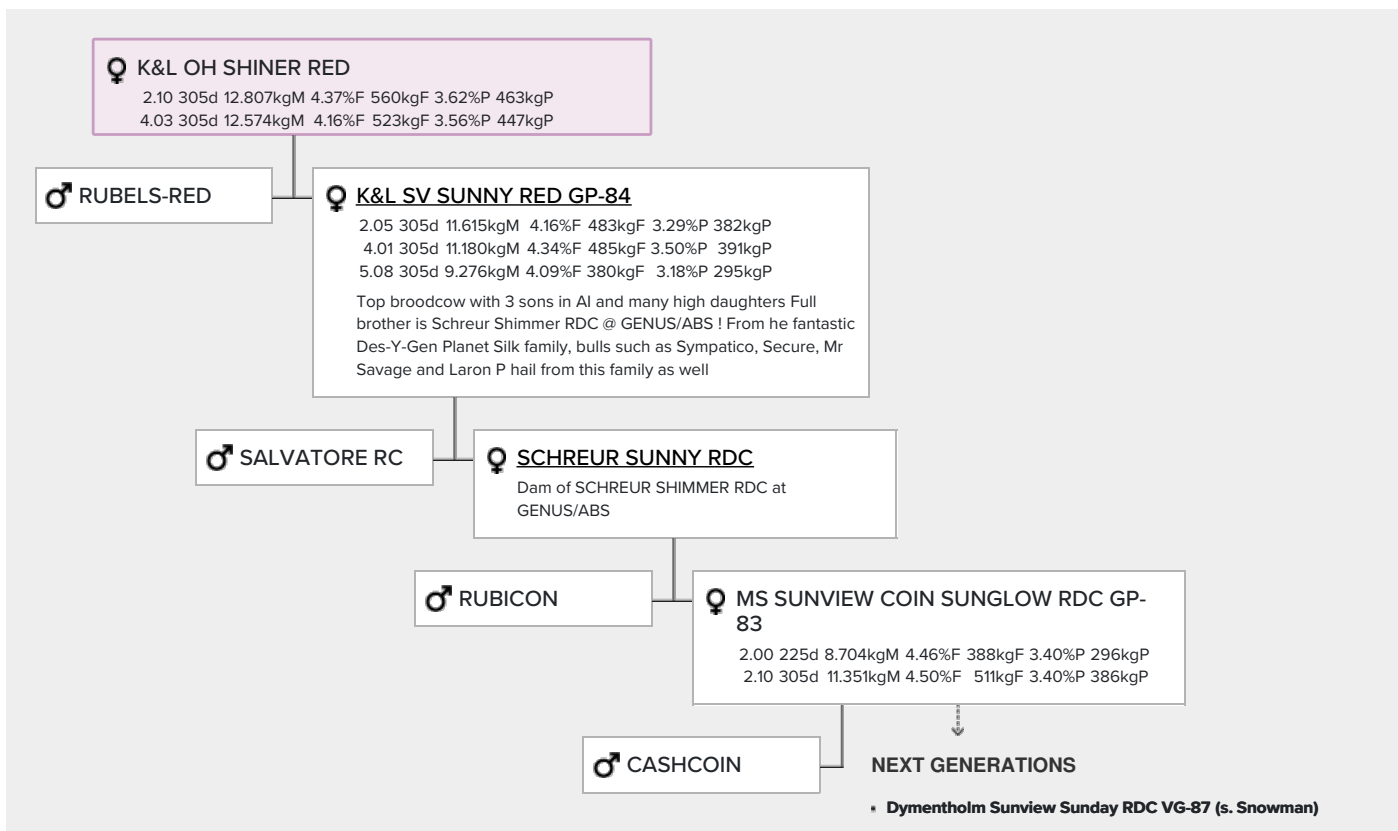 K&L OH SHINER RED
2.10 305d 12.807kgM 4.37%F 560kgF 3.62%P 463kgP
4.03 305d 12.574kgM 4.16%F 523kgF 3.56%P 447kgP
RUBELS-RED
K&L SV SUNNY RED GP-84
2.05 305d 11.615kgM 4.16%F 483kgF 3.29%P 382kgP
4.01 305d 11.180kgM 4.34%F 485kgF 3.50%P 391kgP
5.08 305d 9.276kgM 4.09%F 380kgF 3.18%P 295kgP
Top broodcow with 3 sons in AI and many high daughters Full
brother is Schreur Shimmer RDC @ GENUS/ABS ! From he fantastic
Des-Y-Gen Planet Silk family, bulls such as Sympatico, Secure, Mr
Savage and Laron P hail from this family as well
SALVATORE RC
SCHREUR SUNNY RDC
Dam of SCHREUR SHIMMER RDC at
GENUS/ABS
RUBICON
MS SUNVIEW COIN SUNGLOW RDC GP-
83
2.00 225d 8.704kgM 4.46%F 388kgF 3.40%P 296kgP
2.10 305d 11.351kgM 4.50%F 511kgF 3.40%P 386kgP
CASHCOIN
NEXT GENERATIONS
▪ Dymentholm Sunview Sunday RDC VG-87 (s. Snowman)